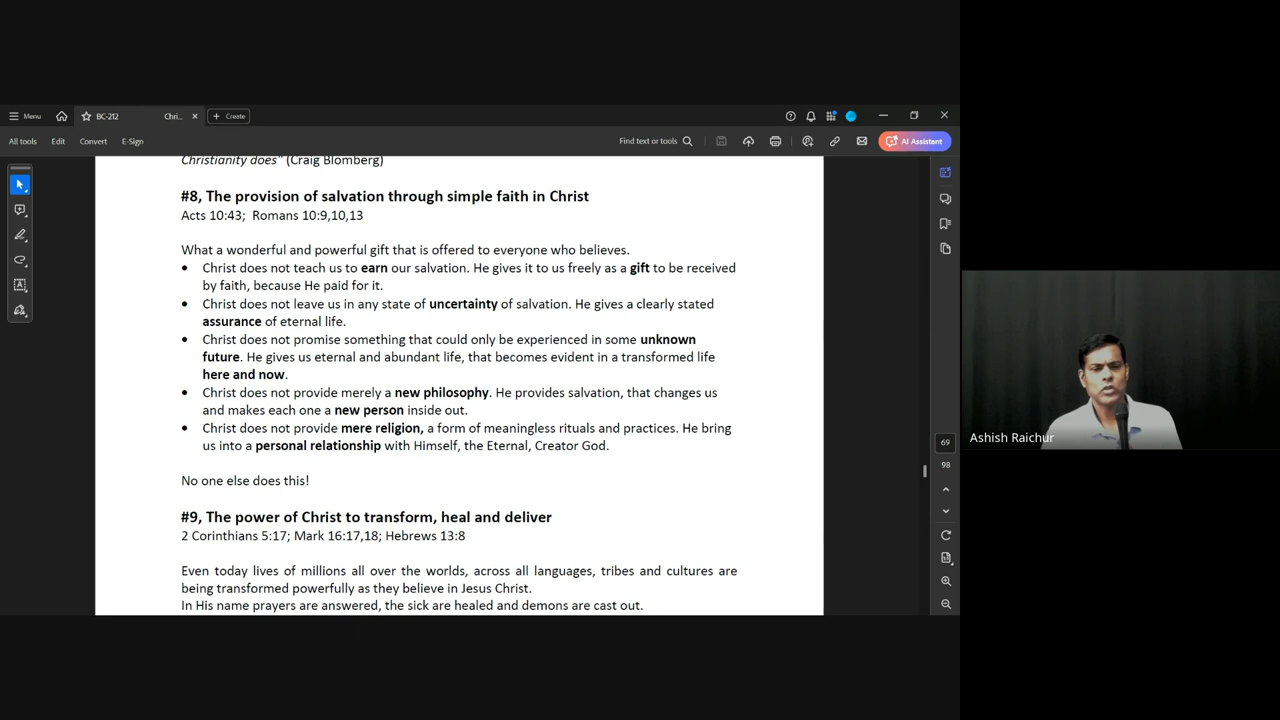 Menu
BC-212
Chri...
Create
All tools
Edit
Convert
E-Sign
Find text or tools
AI Assistant
Christianity does" (Craig Blomberg)
#8, The provision of salvation through simple faith in Christ
Acts 10:43; Romans 10:9,10,13
What a wonderful and powerful gift that is offered to everyone who believes.
• Christ does not teach us to earn our salvation. He gives it to us freely as a gift to be received
by faith, because He paid for it.
• Christ does not leave us in any state of uncertainty of salvation. He gives a clearly stated
assurance of eternal life.
• Christ does not promise something that could only be experienced in some unknown
future. He gives us eternal and abundant life, that becomes evident in a transformed life
here and now.
• Christ does not provide merely a new philosophy. He provides salvation, that changes us
and makes each one a new person inside out.
• Christ does not provide mere religion, a form of meaningless rituals and practices. He bring
us into a personal relationship with Himself, the Eternal, Creator God.
No one else does this!
#9, The power of Christ to transform, heal and deliver
2 Corinthians 5:17; Mark 16:17,18; Hebrews 13:8
Even today lives of millions all over the worlds, across all languages, tribes and cultures are
being transformed powerfully as they believe in Jesus Christ.
In His name prayers are answered, the sick are healed and demons are cast out.
69
98
Ashish Raichur